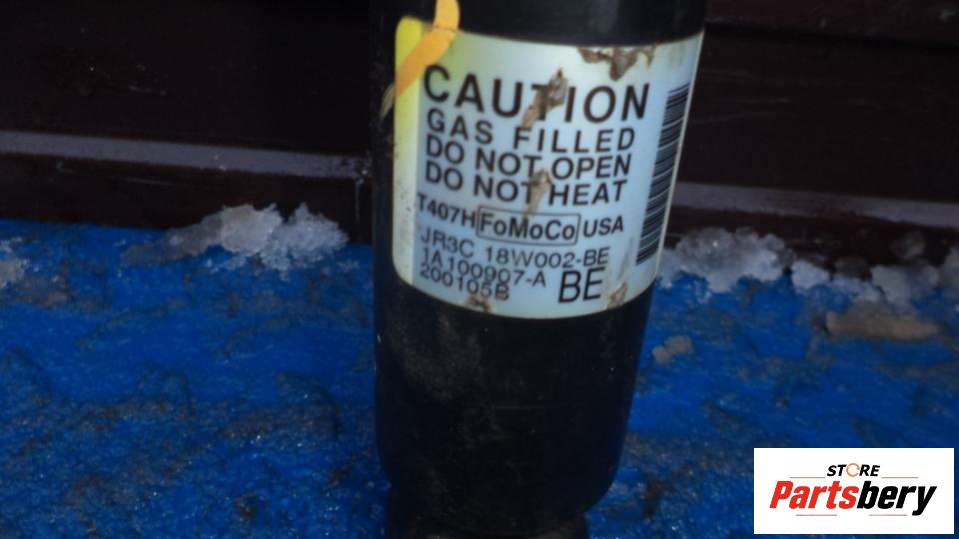 CAUTION
GAS FILLED
DO NOT OPEN
DO NOT HEAT
T407H FoMoCo USA
JR3C 18W002-BE
1A100907-A
200105B BE
STORE
Partsbery